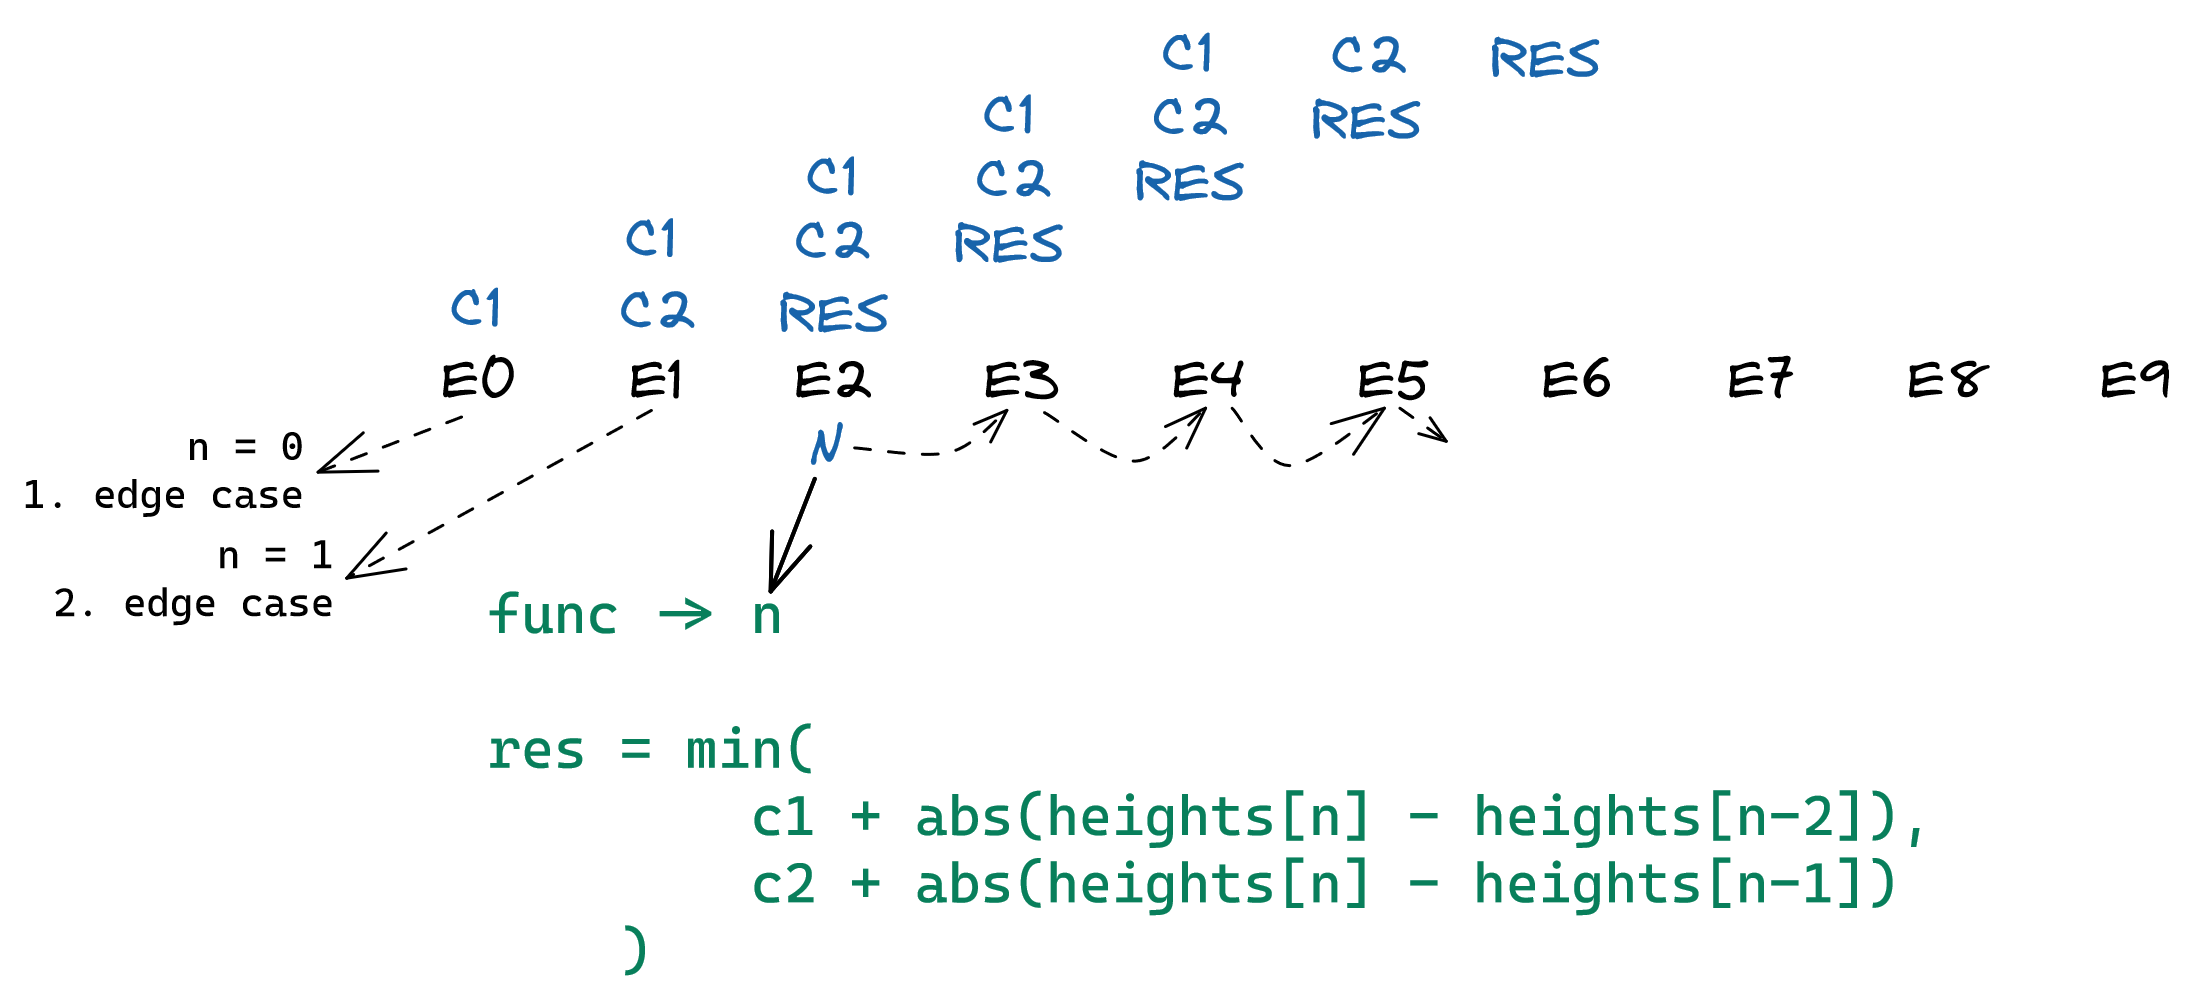 C1 C2 RES
C1 C2 RES
C1 C2 RES
C1 C2 RES
C1 C2 RES
E0 E1 E2 E3 E4 E5 E6 E7 E8 E9
n = 0
1. edge case
N
n = 1
2. edge case
func -> n
res = min(
c1 + abs(heights[n] - heights[n-2]),
c2 + abs(heights[n] - heights[n-1])
)